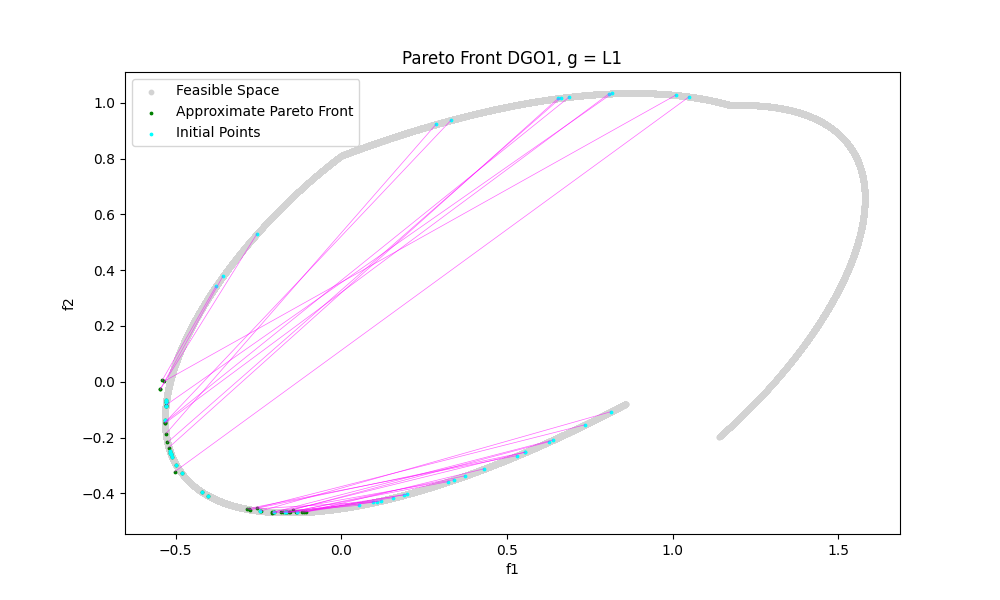 Pareto Front DGO1, g = L1
Feasible Space
Approximate Pareto Front
Initial Points
1.0
0.8
0.6
0.4
0.2
0.0
−0.2
−0.4
f2
−0.5
0.0
0.5
1.0
1.5
f1